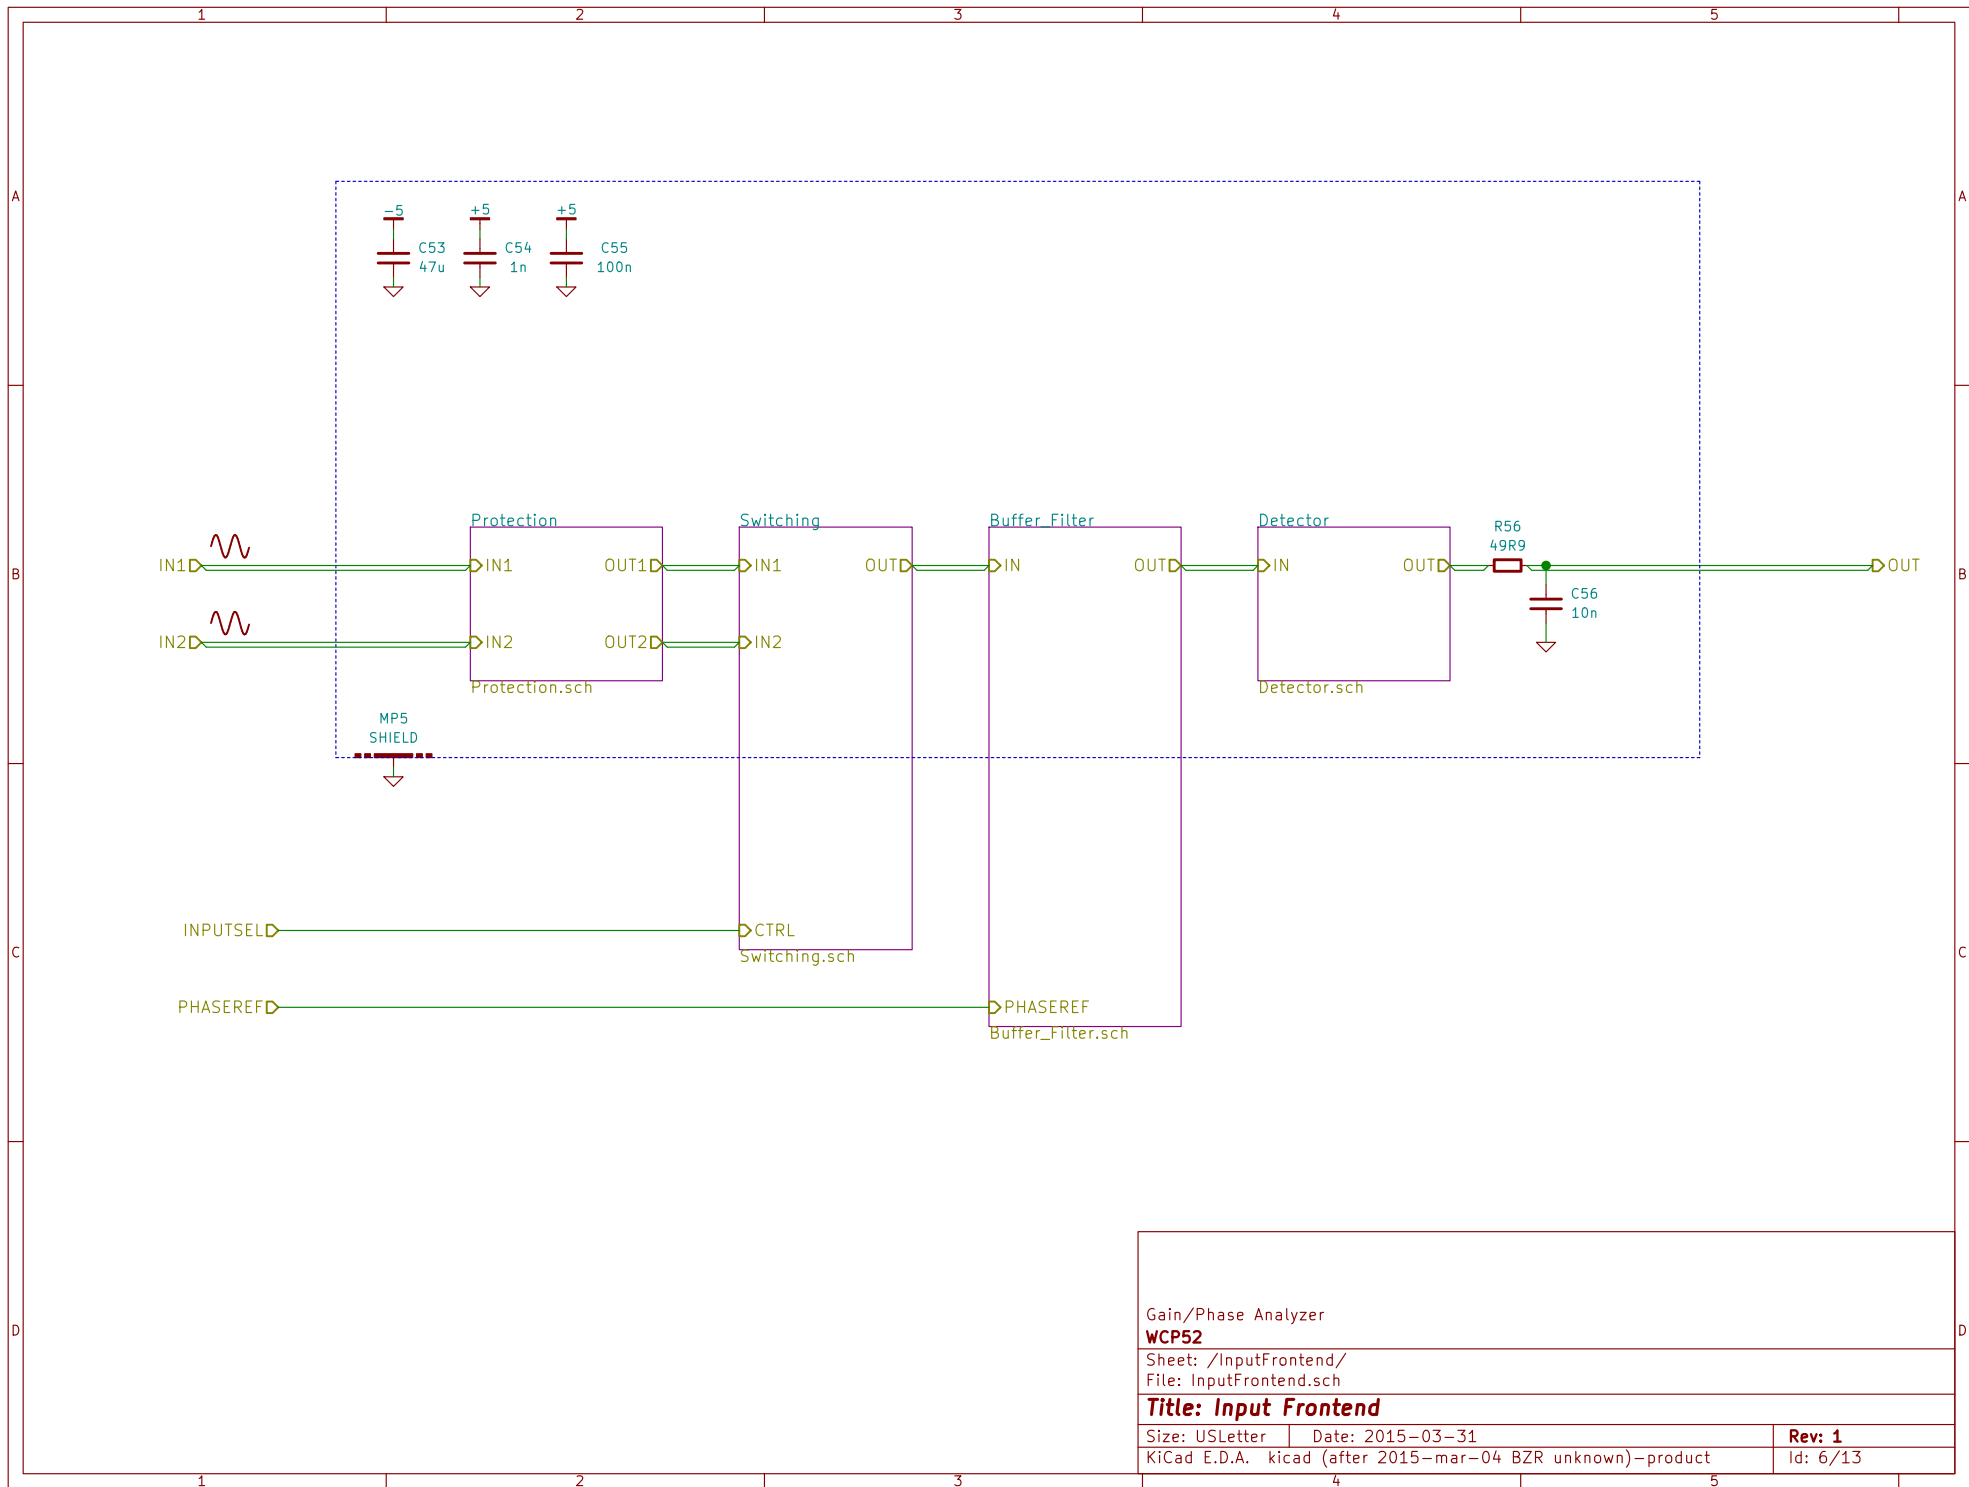 1 2 3 4 5
A A
-5 +5 +5
C53 C54 C55
47u 1n 100n
Protection Switching Buffer_Filter Detector R56
49R9
B B
IN1 IN1 OUT1 IN1 OUT IN OUT IN OUT OUT
C56
10n
IN2 IN2 OUT2 IN2
Protection.sch Detector.sch
MP5
SHIELD
INPUTSEL CTRL
C C
Switching.sch
PHASEREF PHASEREF
Buffer_Filter.sch
D D
Gain/Phase Analyzer
WCP52
Sheet: /InputFrontend/
File: InputFrontend.sch
Title: Input Frontend
Size: USLetter Date: 2015-03-31 Rev: 1
KiCad E.D.A. kicad (after 2015-mar-04 BZR unknown)-product Id: 6/13
1 2 3 4 5